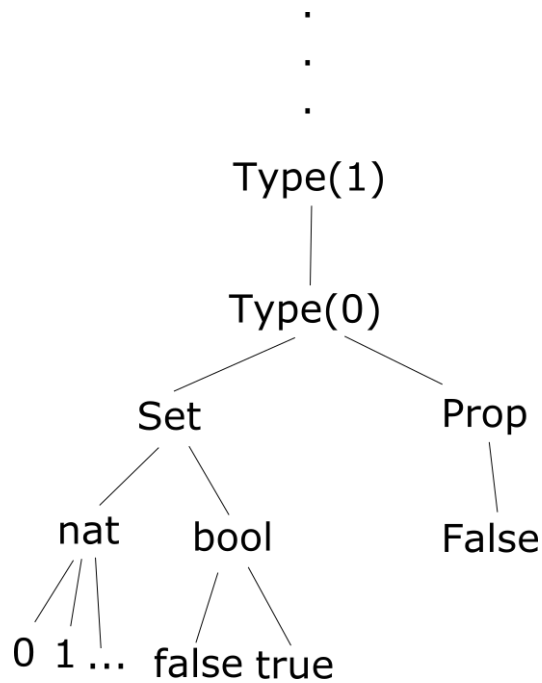 .
.
.
Type(1)
Type(0)
Set Prop
nat bool False
0 1 ... false true